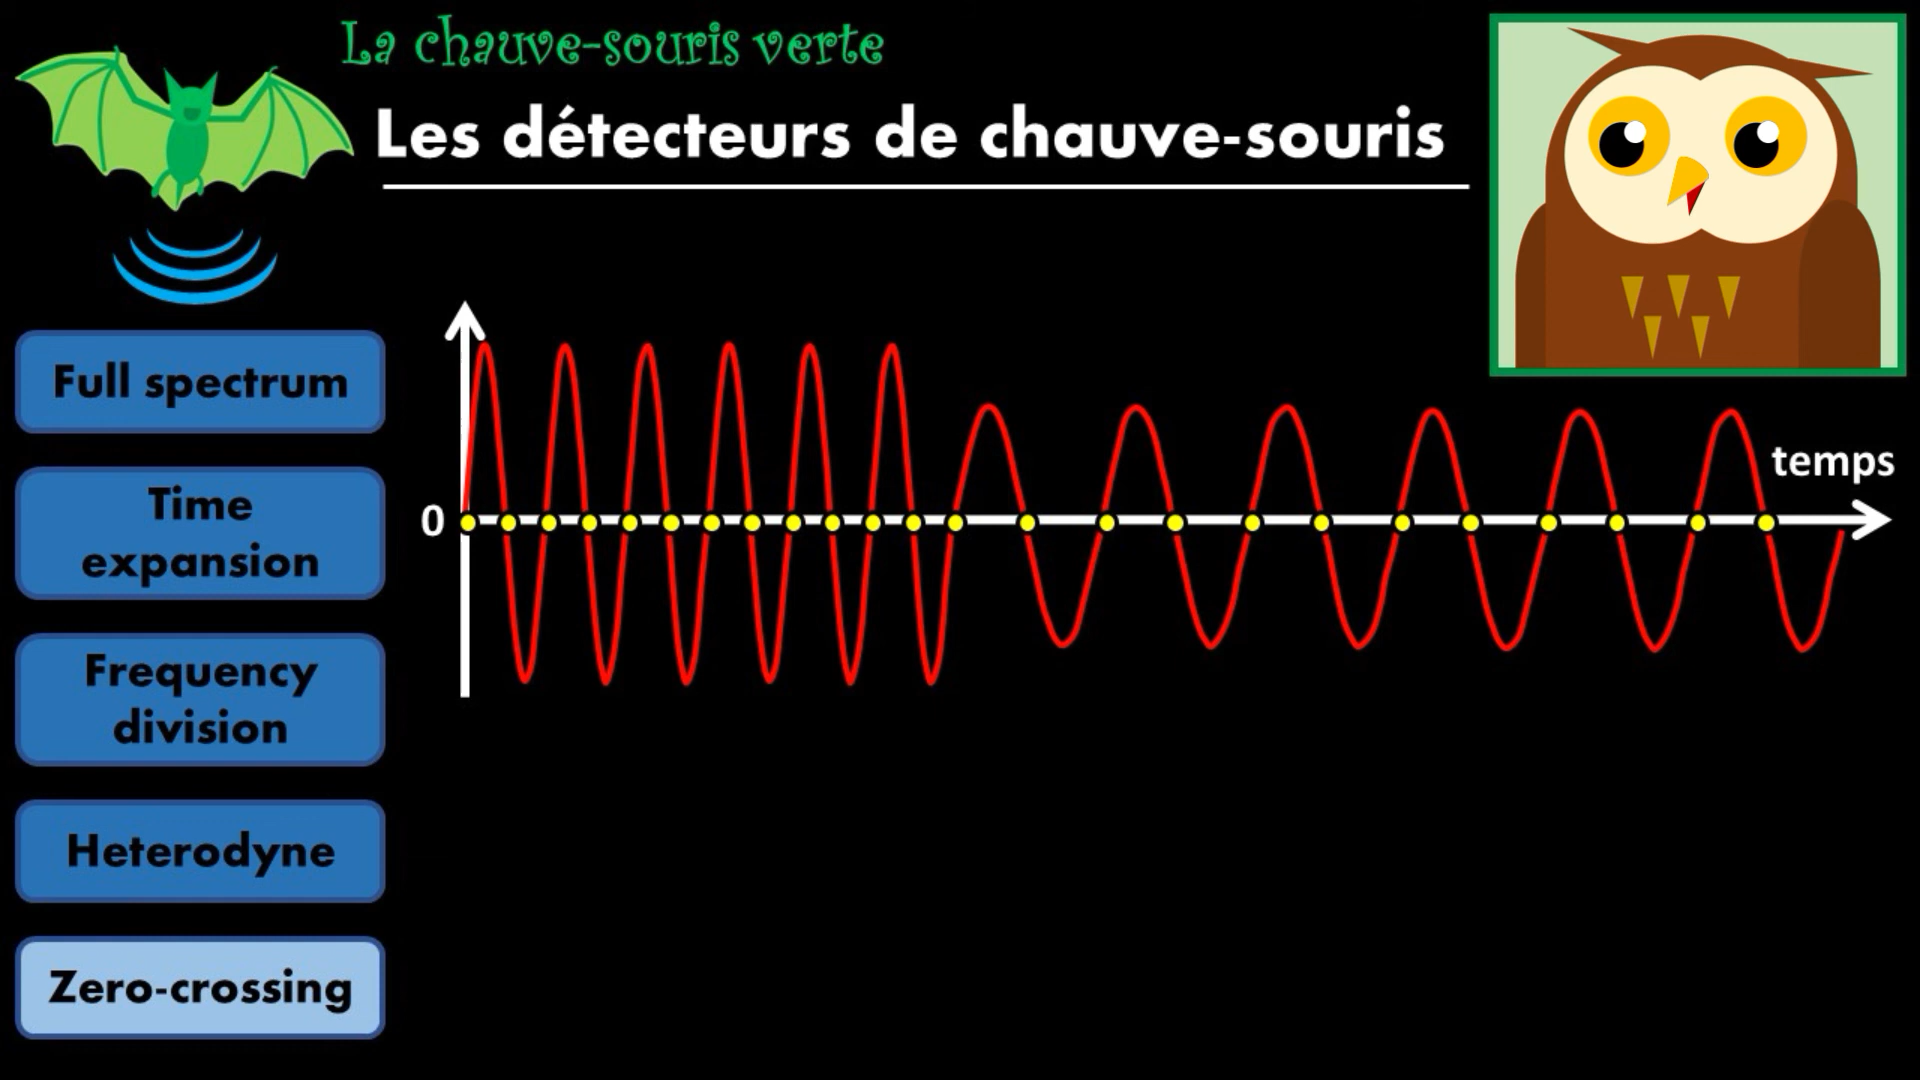 La chauve-souris verte
Les détecteurs de chauve-souris
Full spectrum
Time
expansion
Frequency
division
Heterodyne
Zero-crossing
0
temps